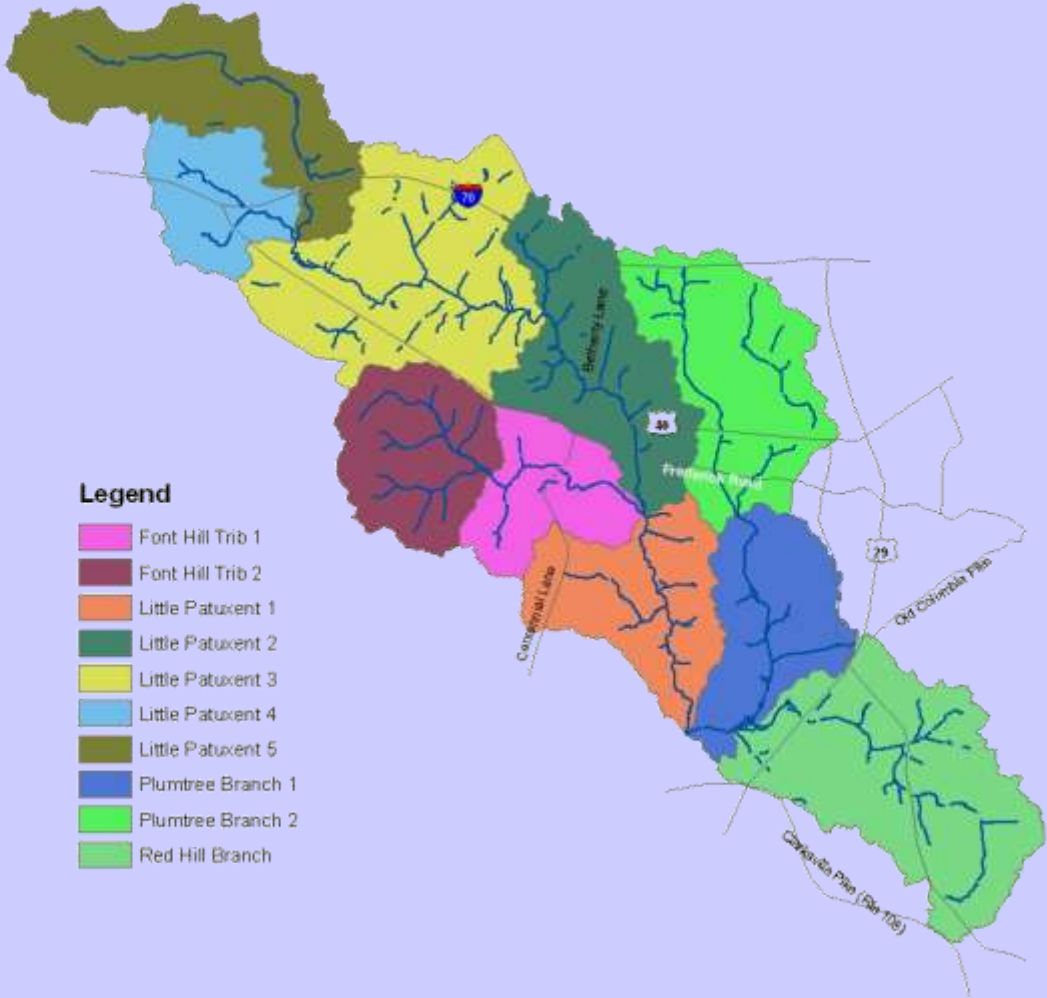 70
Bethany Lane
40
Frederick Road
Legend
Font Hill Trib 1
Font Hill Trib 2
Little Patuxent 1
Little Patuxent 2
Little Patuxent 3
Little Patuxent 4
Little Patuxent 5
Plumtree Branch 1
Plumtree Branch 2
Red Hill Branch
29
Old Columbia Pike
Centennial Lane
Clarksville Pike (Rte 108)